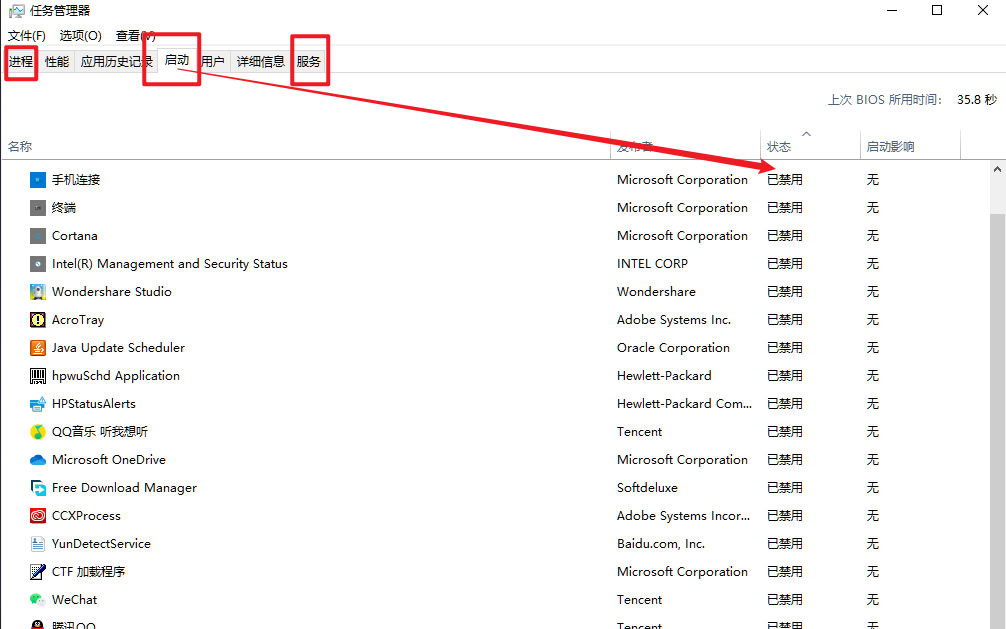 任务管理器
文件(F) 选项(O) 查看(V)
进程 性能 应用历史记录 启动 用户 详细信息 服务
上次 BIOS 所用时间: 35.8 秒
名称 发布者 状态 启动影响
手机连接 Microsoft Corporation 已禁用 无
终端 Microsoft Corporation 已禁用 无
Cortana Microsoft Corporation 已禁用 无
Intel(R) Management and Security Status INTEL CORP 已禁用 无
Wondershare Studio Wondershare 已禁用 无
AcroTray Adobe Systems Inc. 已禁用 无
Java Update Scheduler Oracle Corporation 已禁用 无
hpwuSchd Application Hewlett-Packard 已禁用 无
HPStatusAlerts Hewlett-Packard Com... 已禁用 无
QQ音乐 听我想听 Tencent 已禁用 无
Microsoft OneDrive Microsoft Corporation 已禁用 无
Free Download Manager Softdeluxe 已禁用 无
CCXProcess Adobe Systems Incor... 已禁用 无
YunDetectService Baidu.com, Inc. 已禁用 无
CTF 加载程序 Microsoft Corporation 已禁用 无
WeChat Tencent 已禁用 无
腾讯QQ Tencent 已禁用 无